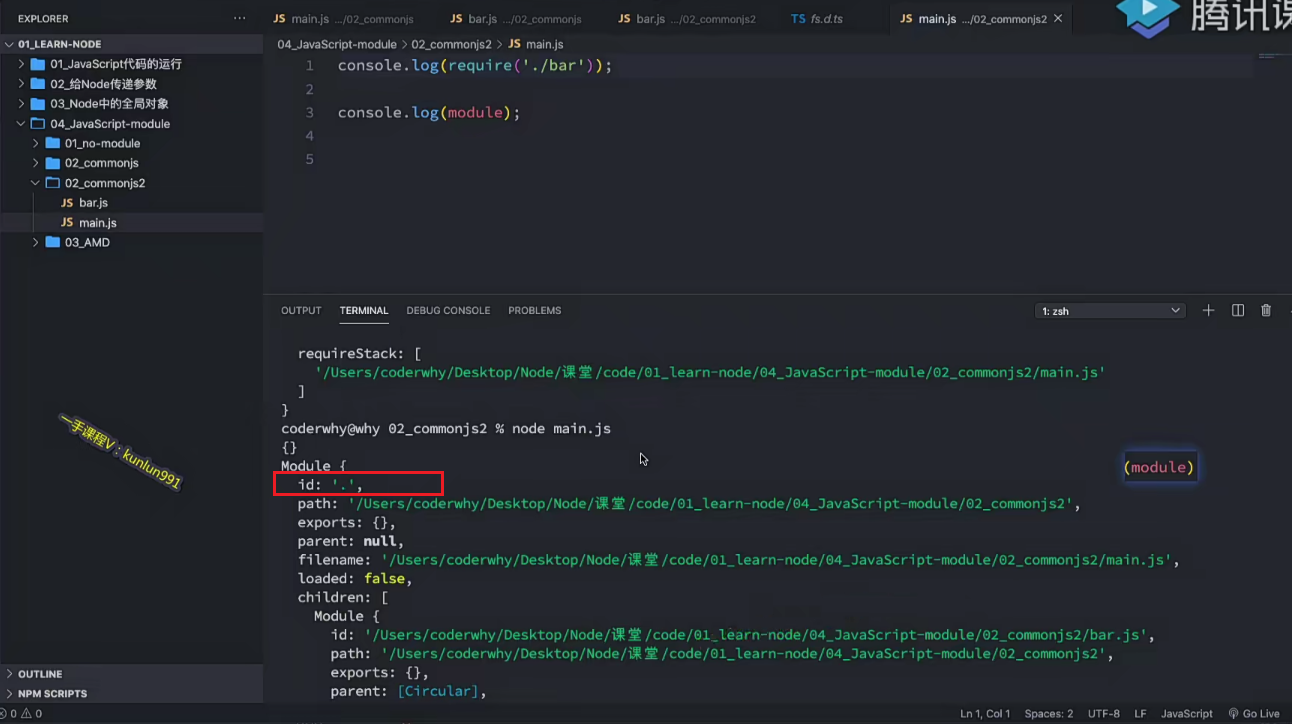 EXPLORER
01_LEARN-NODE
01_JavaScript代码的运行
02_给Node传递参数
03_Node中的全局对象
04_JavaScript-module
01_no-module
02_commonjs
02_commonjs2
JS bar.js
JS main.js
03_AMD
OUTLINE
NPM SCRIPTS
一手课程V：kunlun991
JS main.js .../02_commonjs
JS bar.js .../02_commonjs
JS bar.js .../02_commonjs2
TS fs.d.ts
JS main.js .../02_commonjs2
腾讯课
04_JavaScript-module > 02_commonjs2 > JS main.js
1 console.log(require('./bar'));
2
3 console.log(module);
4
5
OUTPUT TERMINAL DEBUG CONSOLE PROBLEMS 1: zsh
requireStack: [
'/Users/coderwhy/Desktop/Node/课堂/code/01_learn-node/04_JavaScript-module/02_commonjs2/main.js'
]
}
coderwhy@why 02_commonjs2 % node main.js
{}
Module {
id: '.',
path: '/Users/coderwhy/Desktop/Node/课堂/code/01_learn-node/04_JavaScript-module/02_commonjs2',
exports: {},
parent: null,
filename: '/Users/coderwhy/Desktop/Node/课堂/code/01_learn-node/04_JavaScript-module/02_commonjs2/main.js',
loaded: false,
children: [
Module {
id: '/Users/coderwhy/Desktop/Node/课堂/code/01_learn-node/04_JavaScript-module/02_commonjs2/bar.js',
path: '/Users/coderwhy/Desktop/Node/课堂/code/01_learn-node/04_JavaScript-module/02_commonjs2',
exports: {},
parent: [Circular],
(module)
0 0
Ln 1, Col 1 Spaces: 2 UTF-8 LF JavaScript Go Live